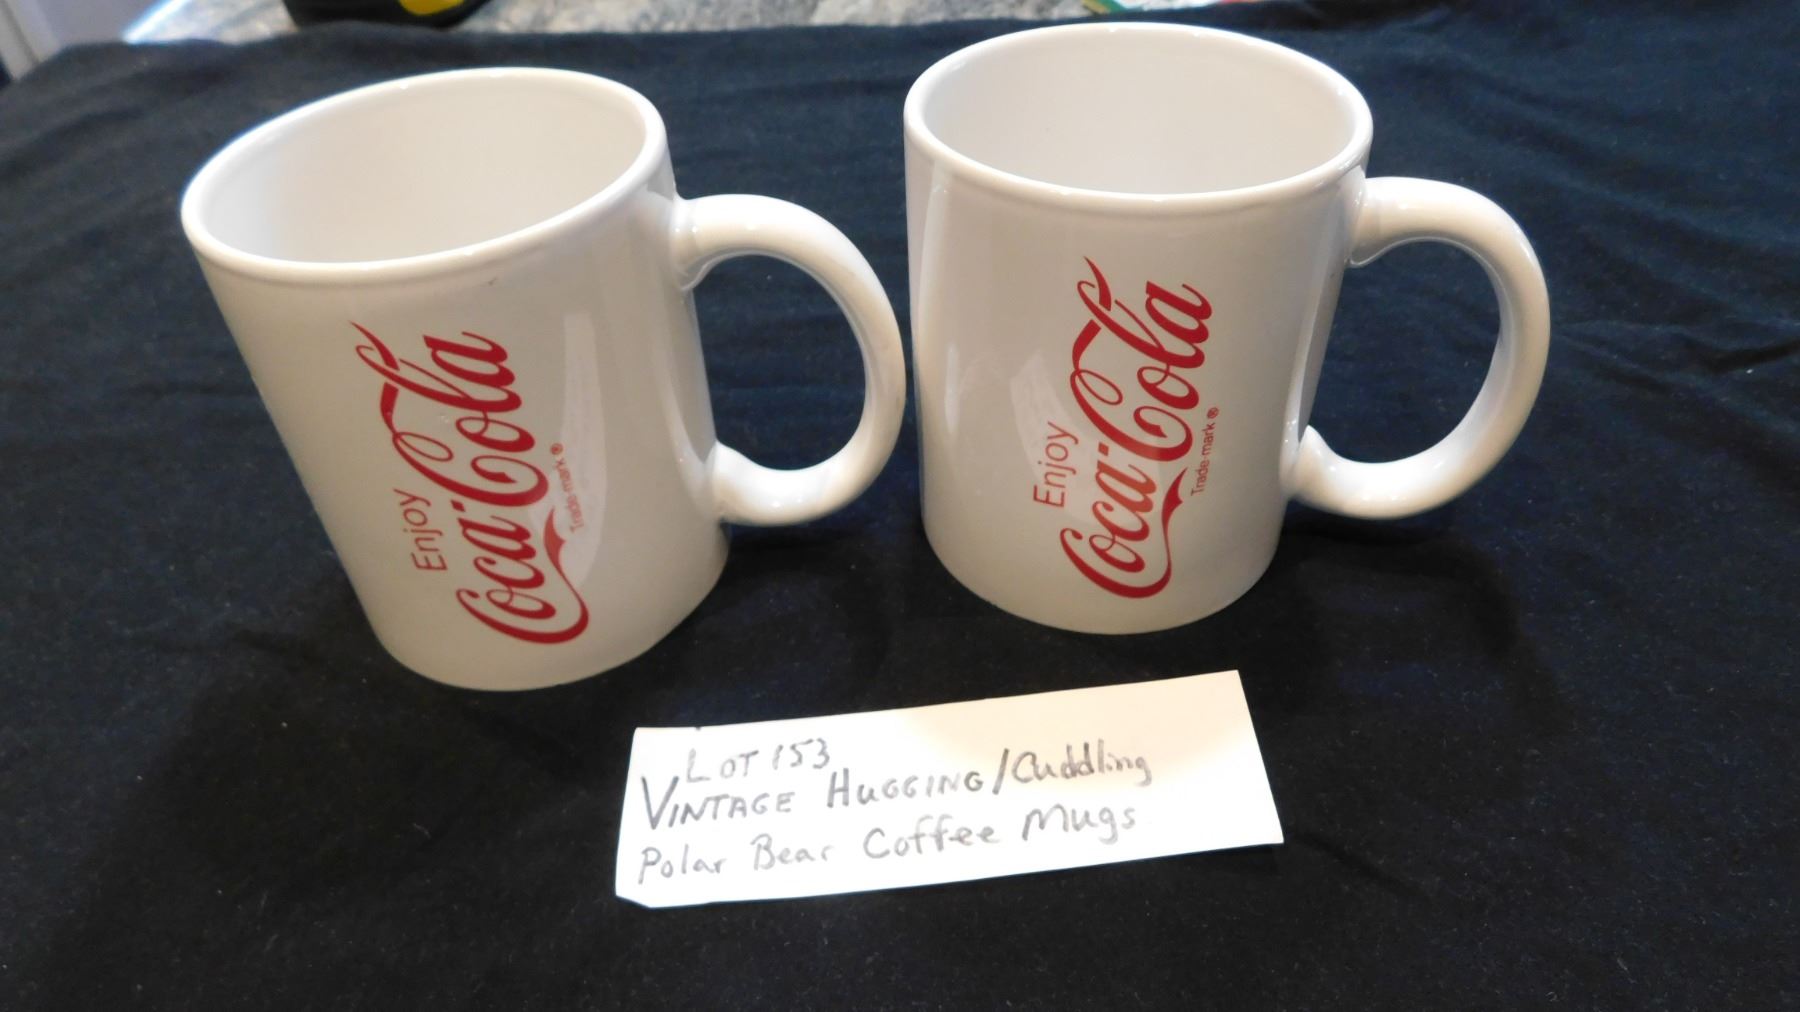 Enjoy
Coca-Cola
Trade-mark ®
Enjoy
Coca-Cola
Trade-mark ®
LOT 153
VINTAGE HUGGING/Cuddling
Polar Bear Coffee Mugs